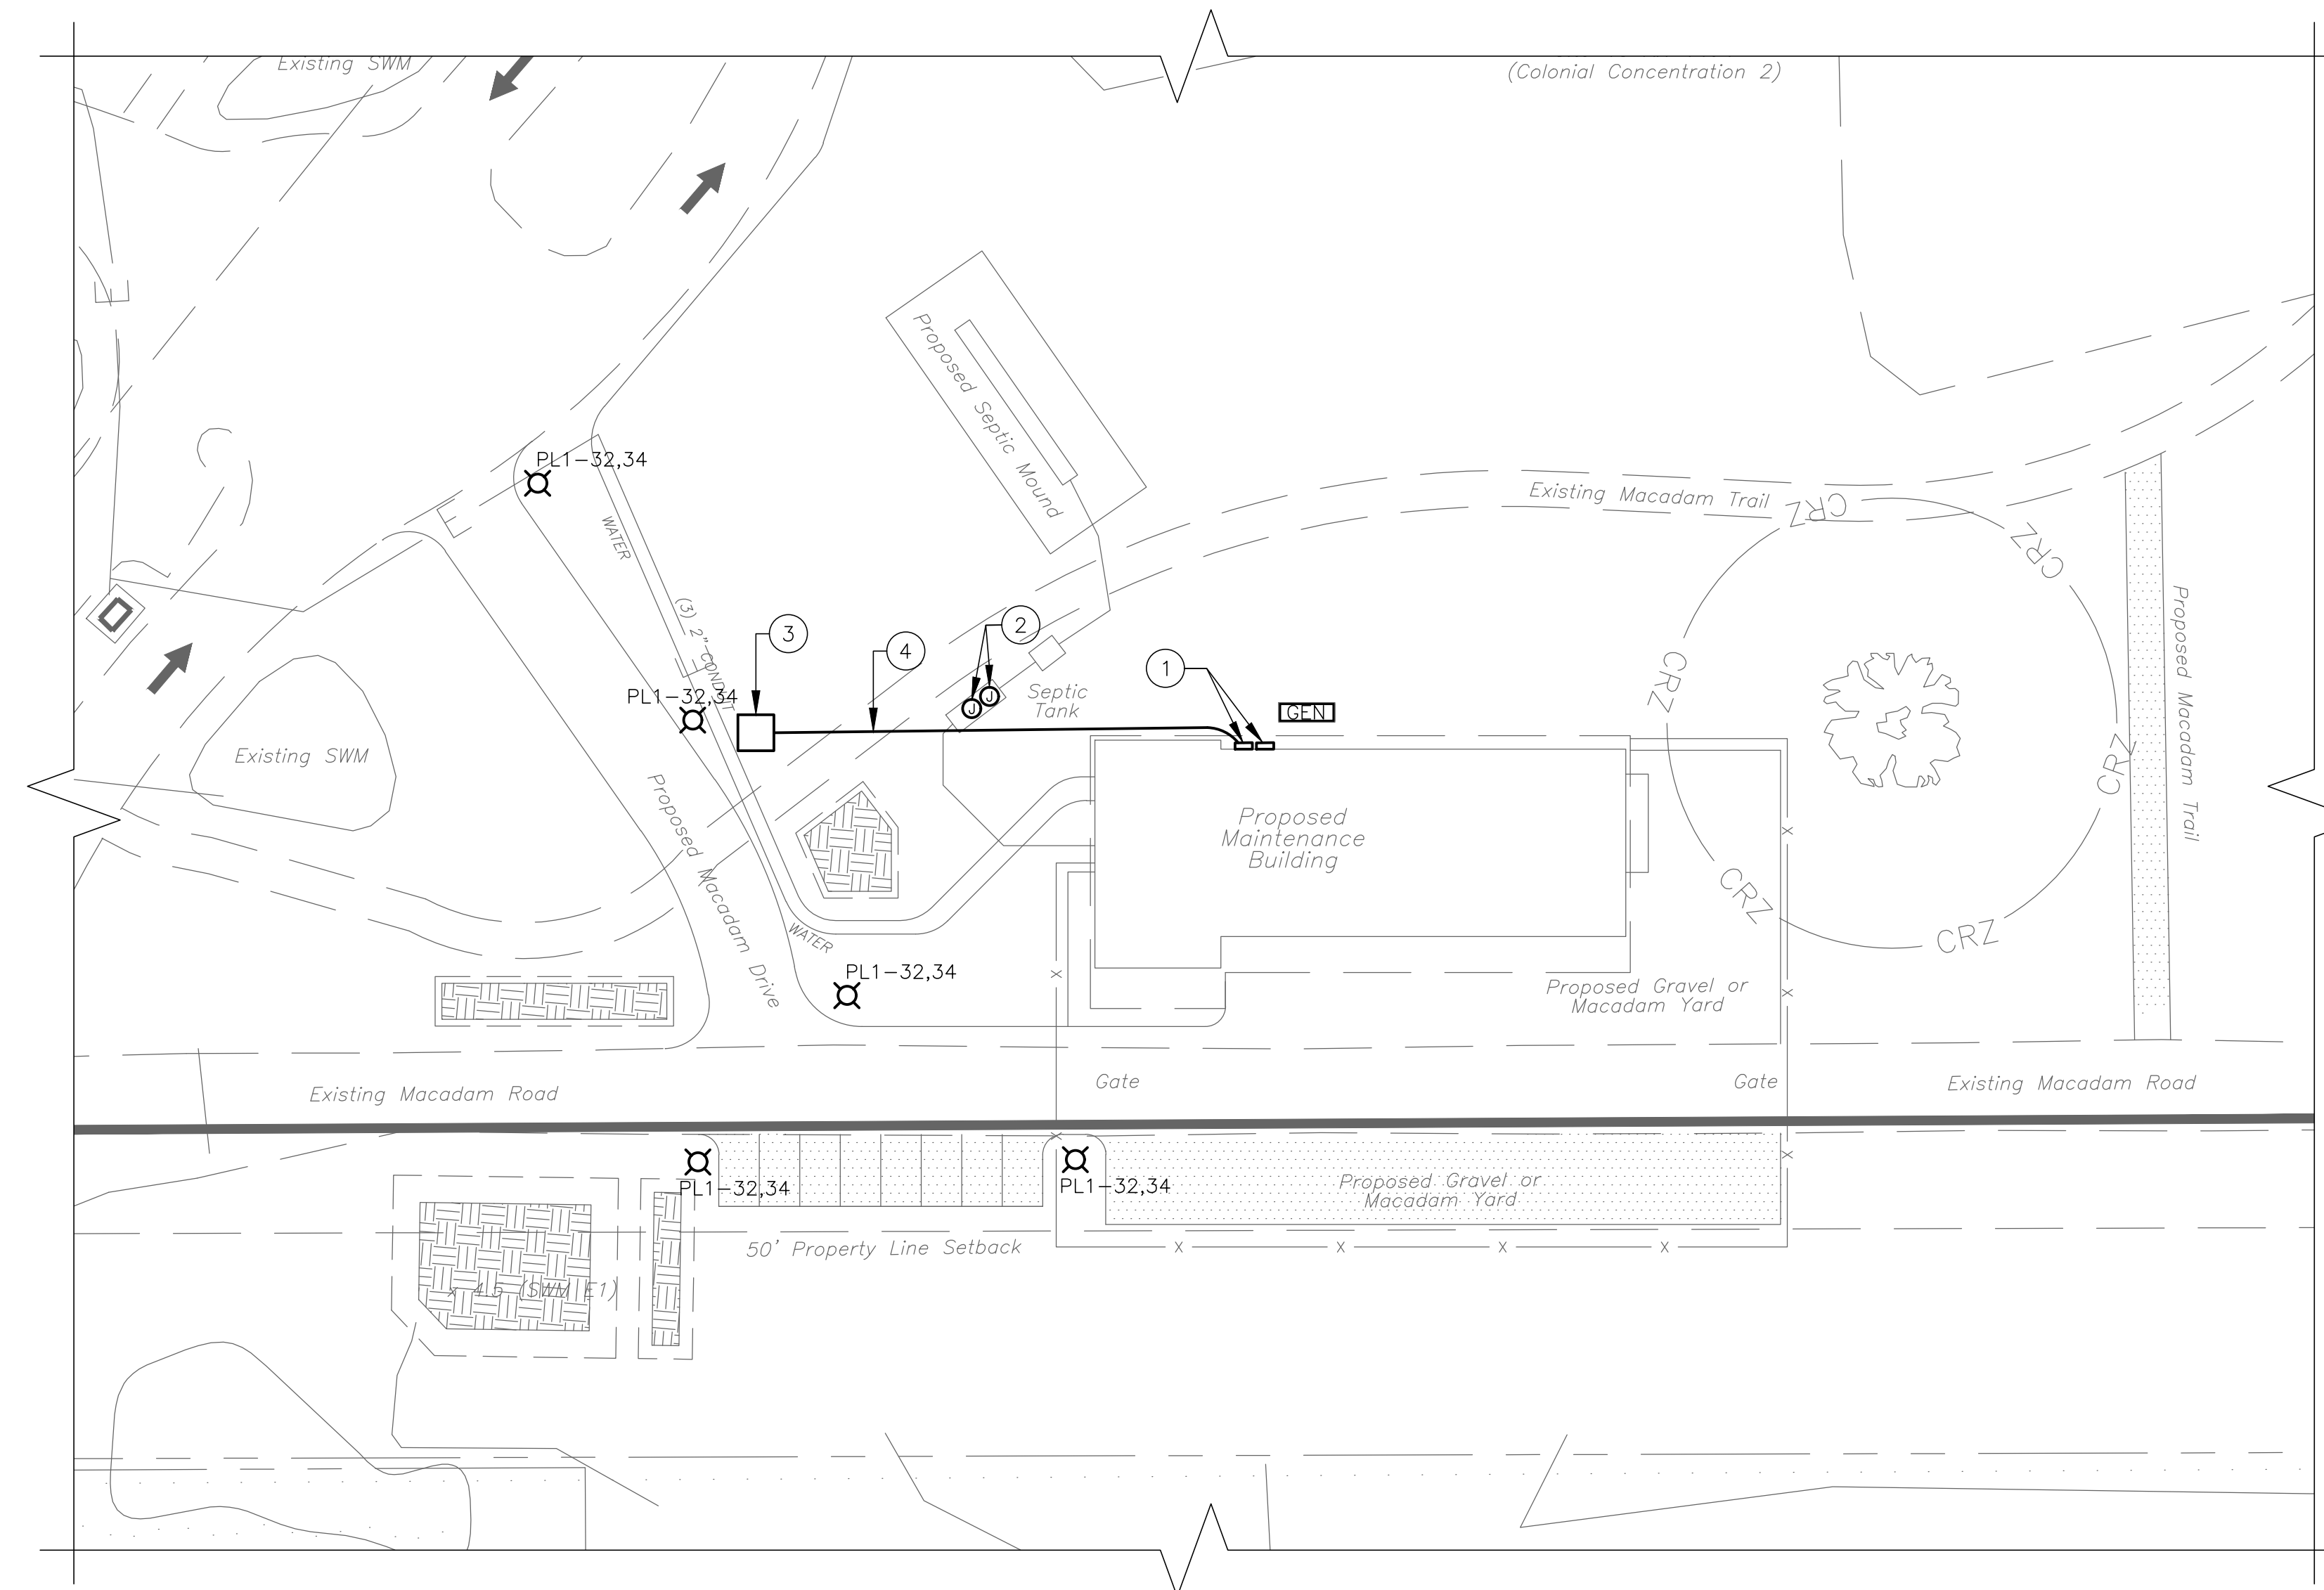 Existing SWM
(Colonial Concentration 2)
PL1-32,34
WATER
Proposed Septic Mound
Existing Macadam Trail
CRZ
CRZ
CRZ
CRZ
CRZ
CRZ
Proposed Macadam Trail
(3) 2" CONDUIT
3
4
2
1
J
J
Septic
Tank
GEN
PL1-32,34
Existing SWM
Proposed Macadam Drive
Proposed
Maintenance
Building
WATER
PL1-32,34
X
X
X
Proposed Gravel or
Macadam Yard
Existing Macadam Road
Gate
Gate
Existing Macadam Road
X
X
PL1-32,34
PL1-32,34
Proposed Gravel or
Macadam Yard
50' Property Line Setback
X
X
X
X
x 4.5 (SWM E1)